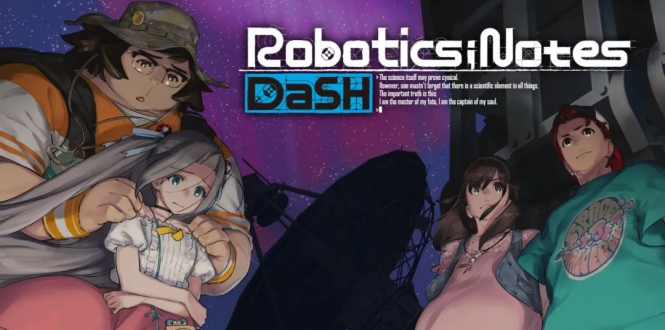 Robotics;Notes
DaSH
> The science itself may prove cynical.
However, one mustn't forget that there is a scientific element in all things.
The important truth is this:
I am the master of my fate, I am the captain of my soul.
>